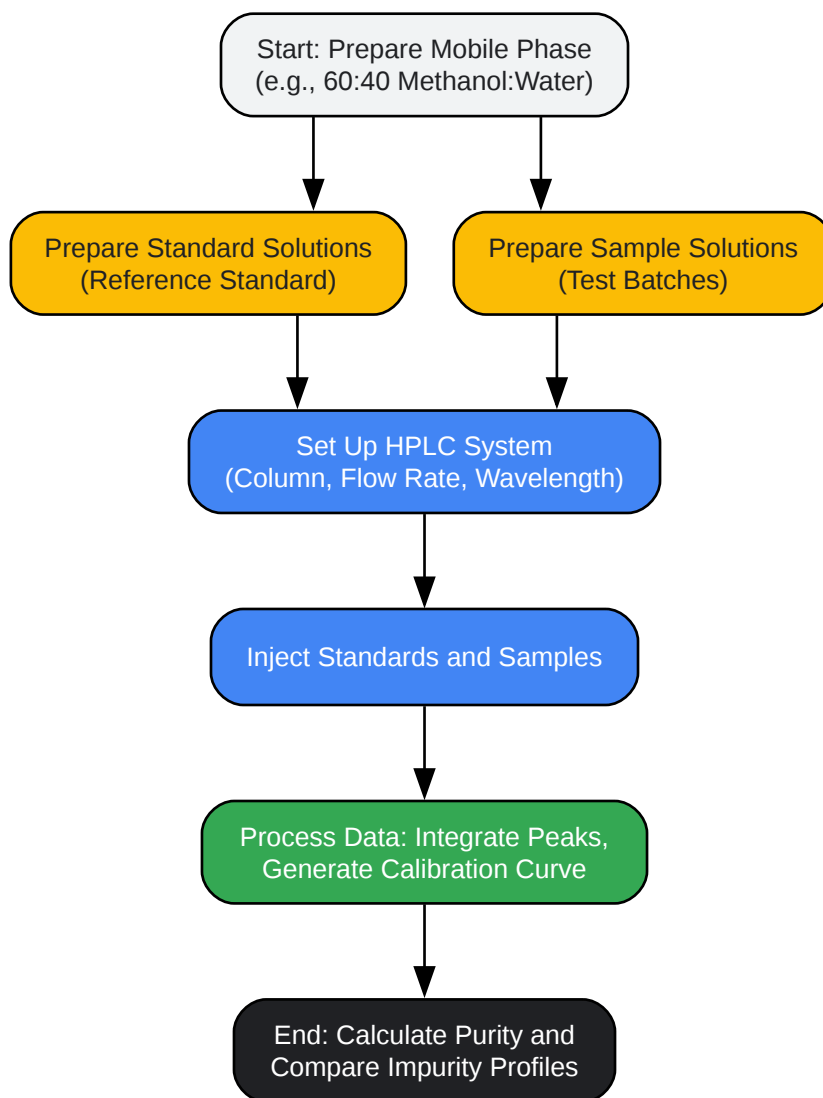 Start: Prepare Mobile Phase
(e.g., 60:40 Methanol:Water)
Prepare Standard Solutions
(Reference Standard)
Prepare Sample Solutions
(Test Batches)
Set Up HPLC System
(Column, Flow Rate, Wavelength)
Inject Standards and Samples
Process Data: Integrate Peaks,
Generate Calibration Curve
End: Calculate Purity and
Compare Impurity Profiles